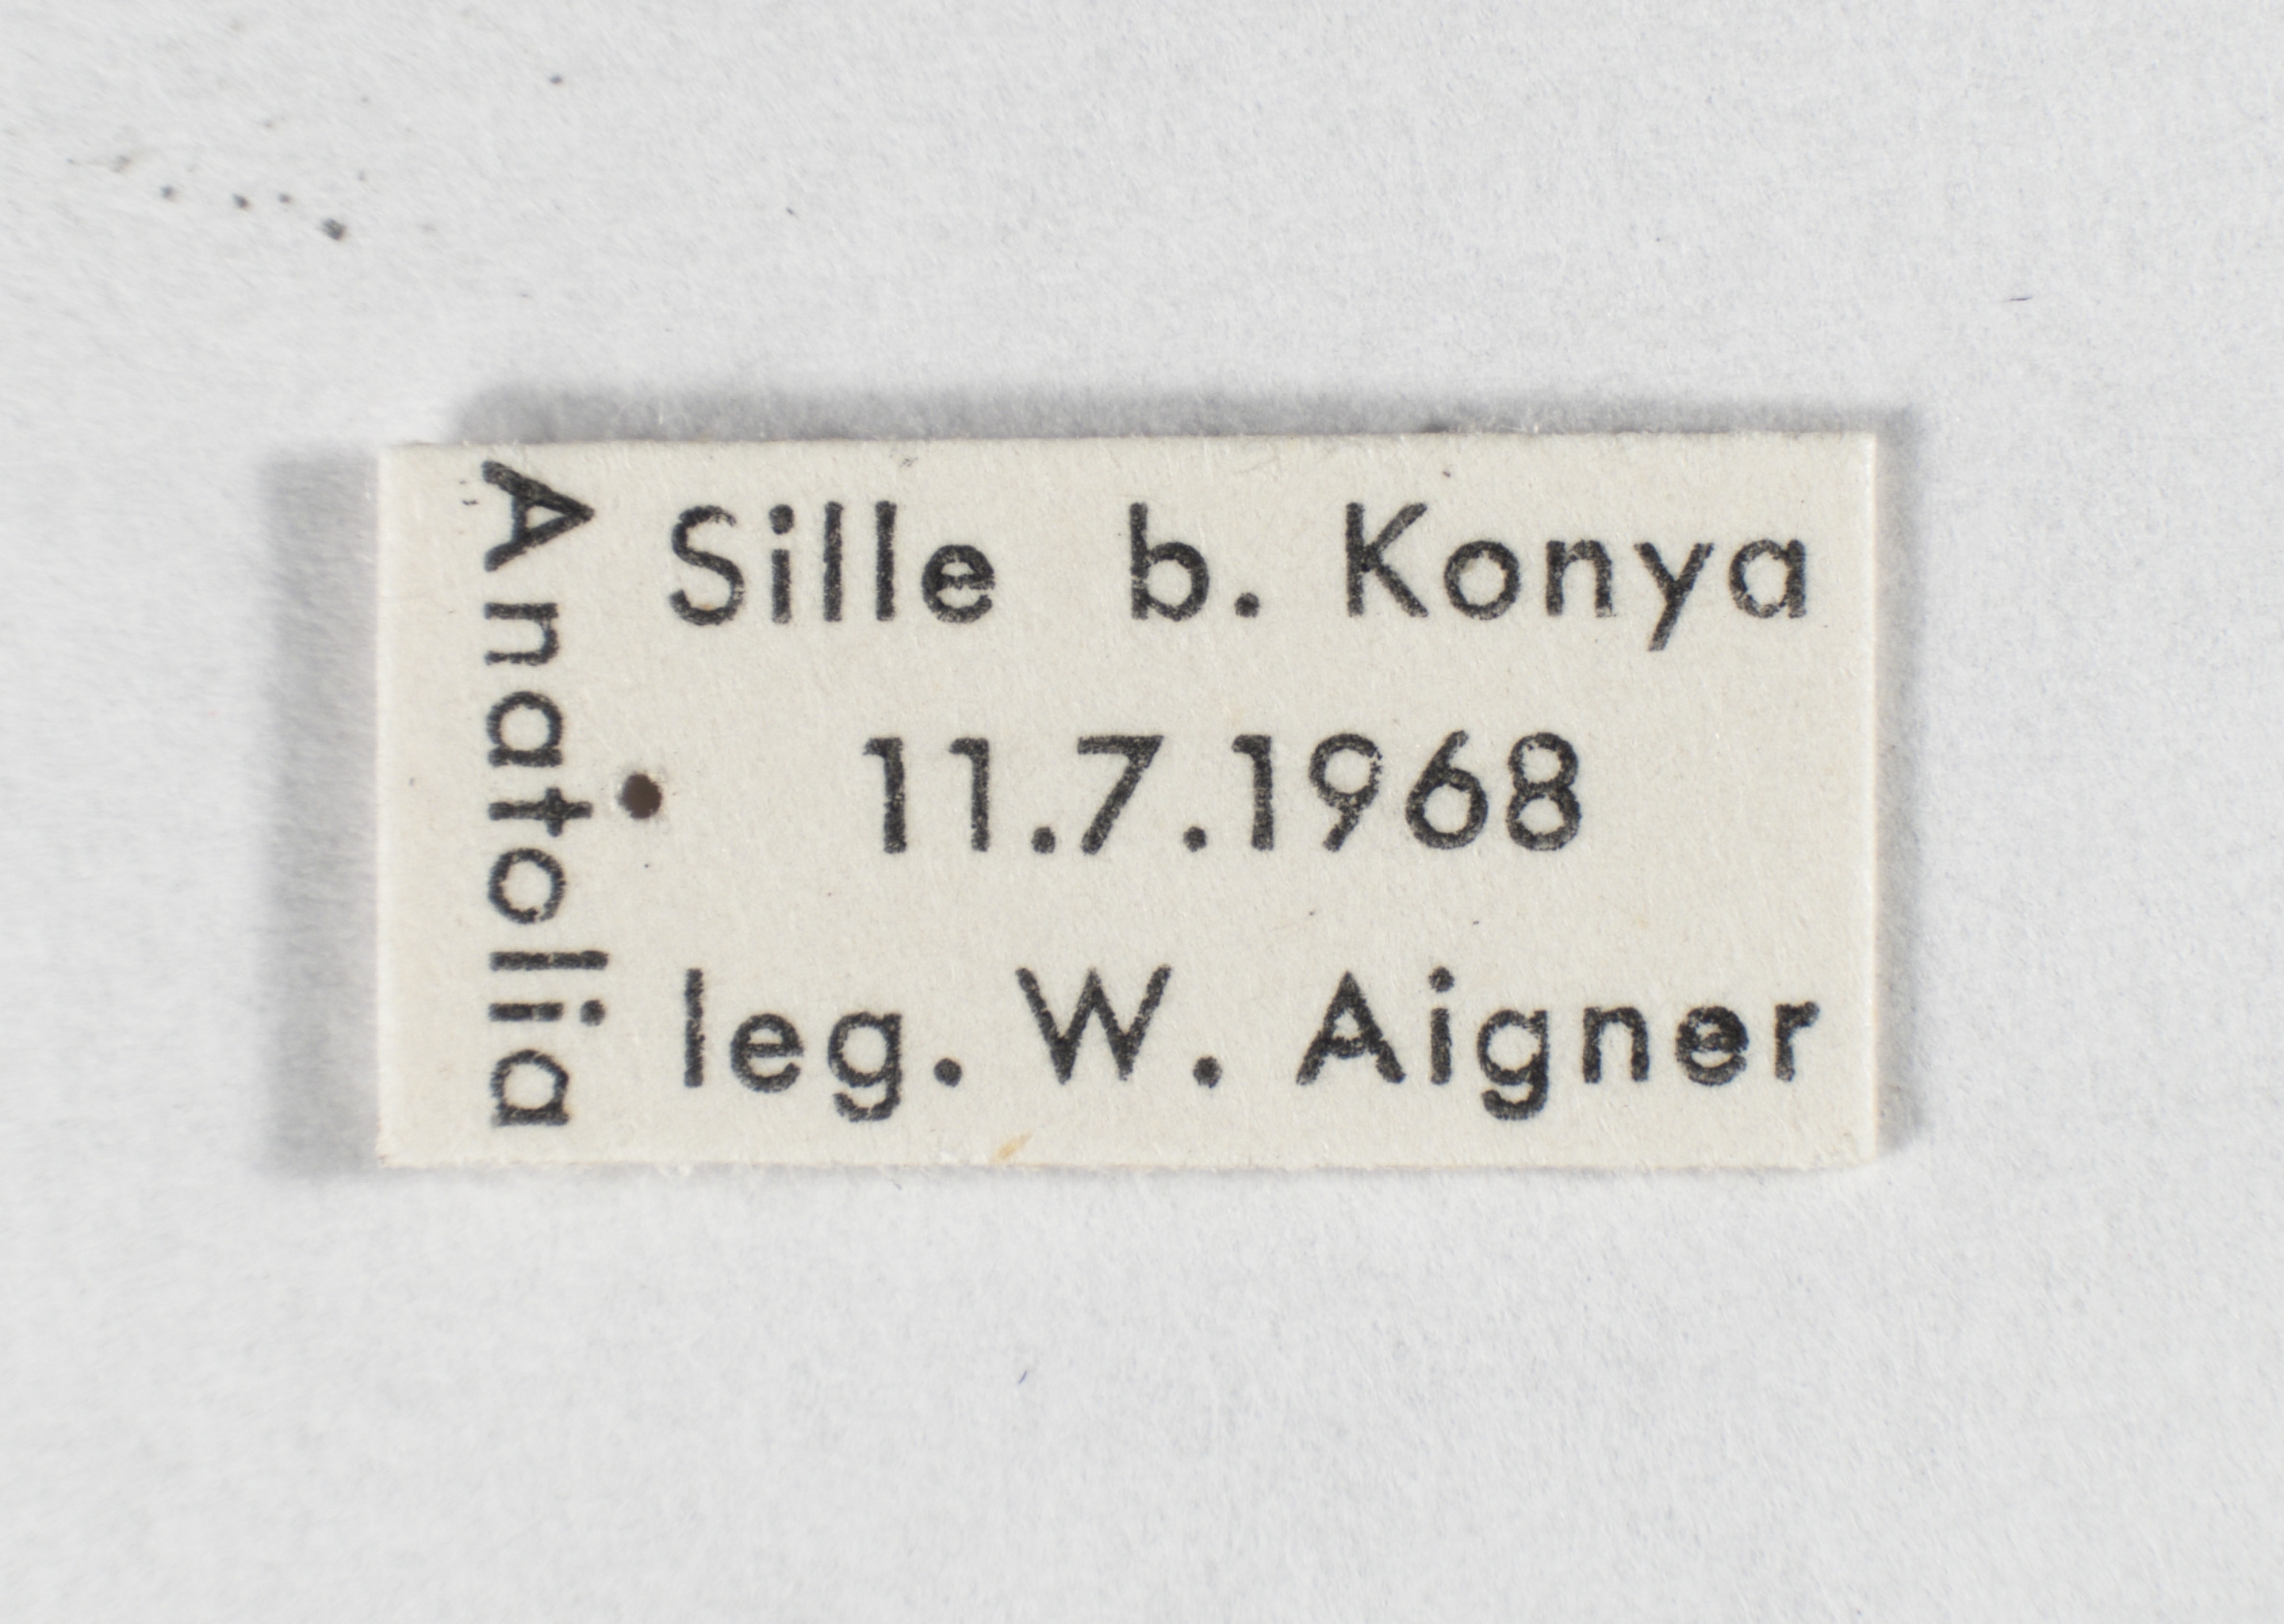 Anatolia
Sille b. Konya
11.7.1968
leg. W. Aigner